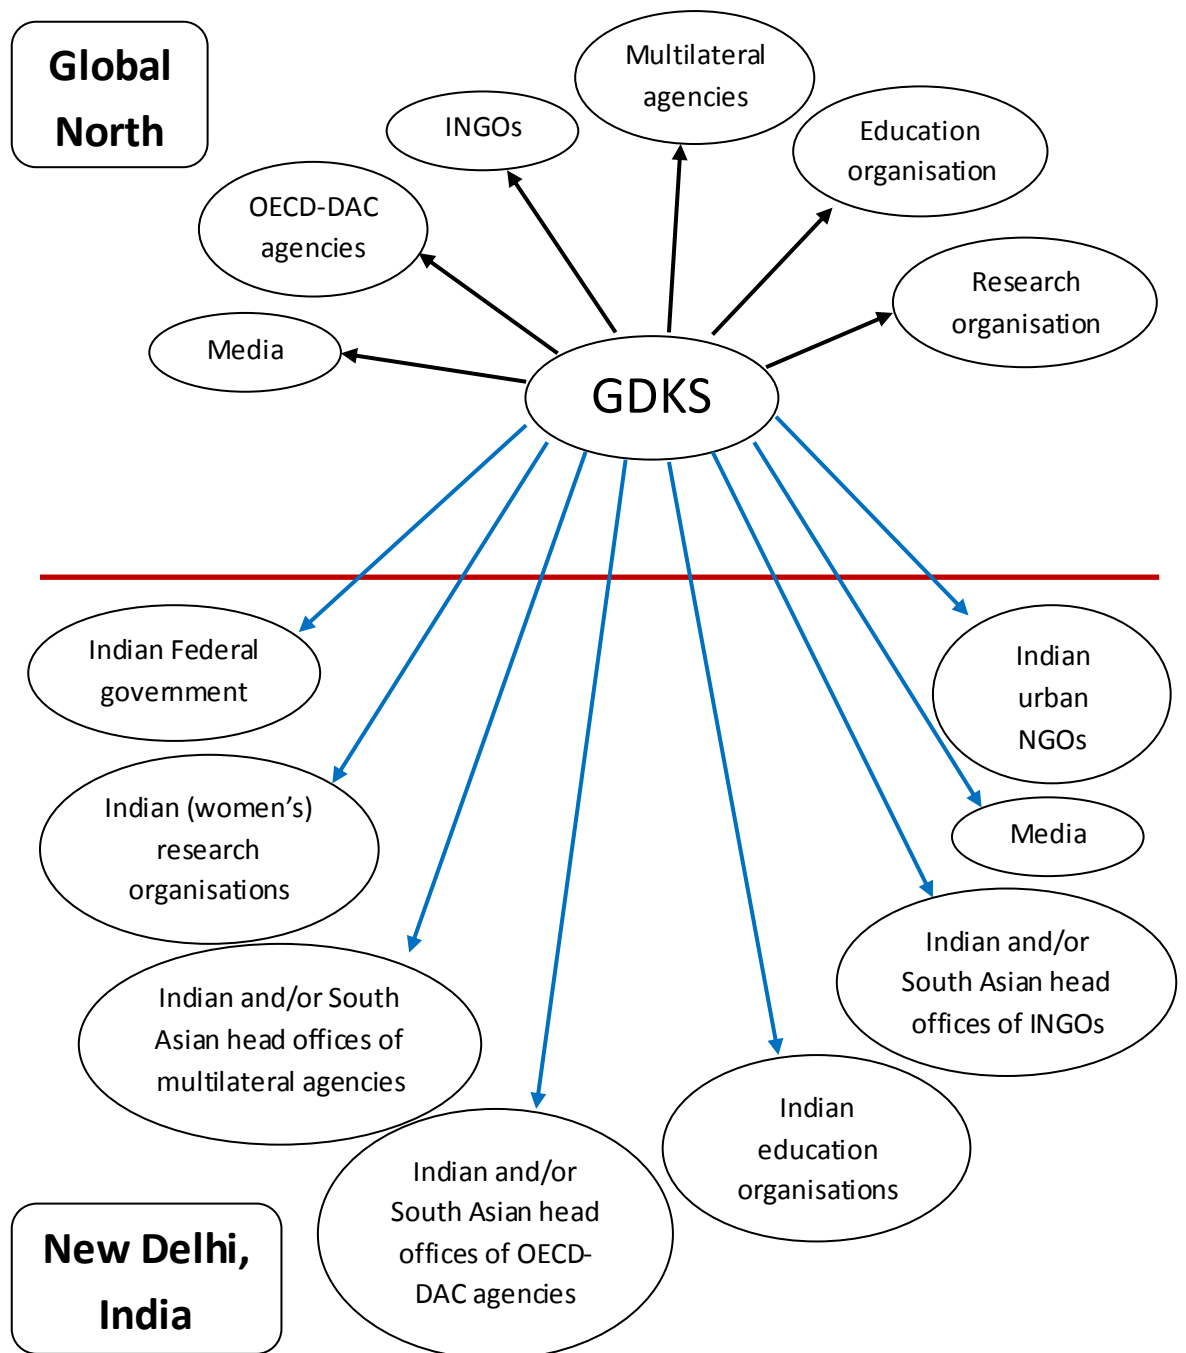 Global
North
Multilateral
agencies
INGOs
Education
organisation
OECD-DAC
agencies
Research
organisation
Media
GDKS
Indian Federal
government
Indian
urban
NGOs
Indian (women’s)
research
organisations
Media
Indian and/or
South Asian head
offices of INGOs
Indian and/or South
Asian head offices of
multilateral agencies
Indian
education
organisations
Indian and/or
South Asian head
offices of OECD-
DAC agencies
New Delhi,
India